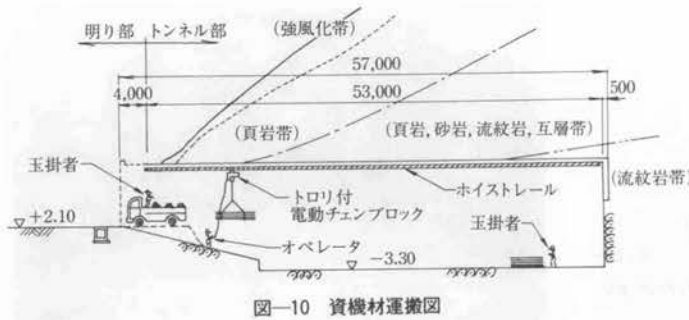 明り部 トンネル部
(強風化帯)
57,000
4,000
53,000
500
(頁岩帯)
(頁岩, 砂岩, 流紋岩, 互層帯)
玉掛者
トロリ付
電動チェンブロック
ホイストレール
(流紋岩帯)
+2.10
オペレータ
玉掛者
-3.30
図―10 資機材運搬図